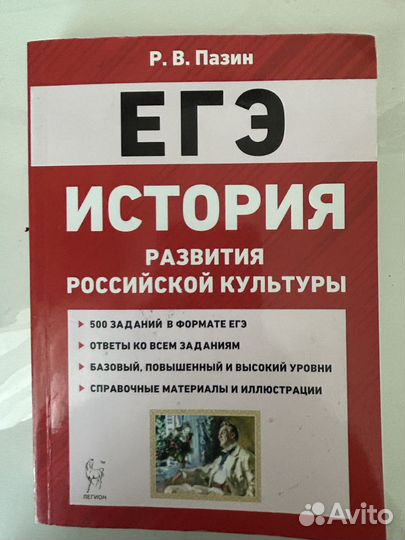 Р. В. Пазин
ЕГЭ
ИСТОРИЯ
РАЗВИТИЯ
РОССИЙСКОЙ КУЛЬТУРЫ
500 ЗАДАНИЙ В ФОРМАТЕ ЕГЭ
ОТВЕТЫ КО ВСЕМ ЗАДАНИЯМ
БАЗОВЫЙ, ПОВЫШЕННЫЙ И ВЫСОКИЙ УРОВНИ
СПРАВОЧНЫЕ МАТЕРИАЛЫ И ИЛЛЮСТРАЦИИ
ЛЕГИОН
Avito